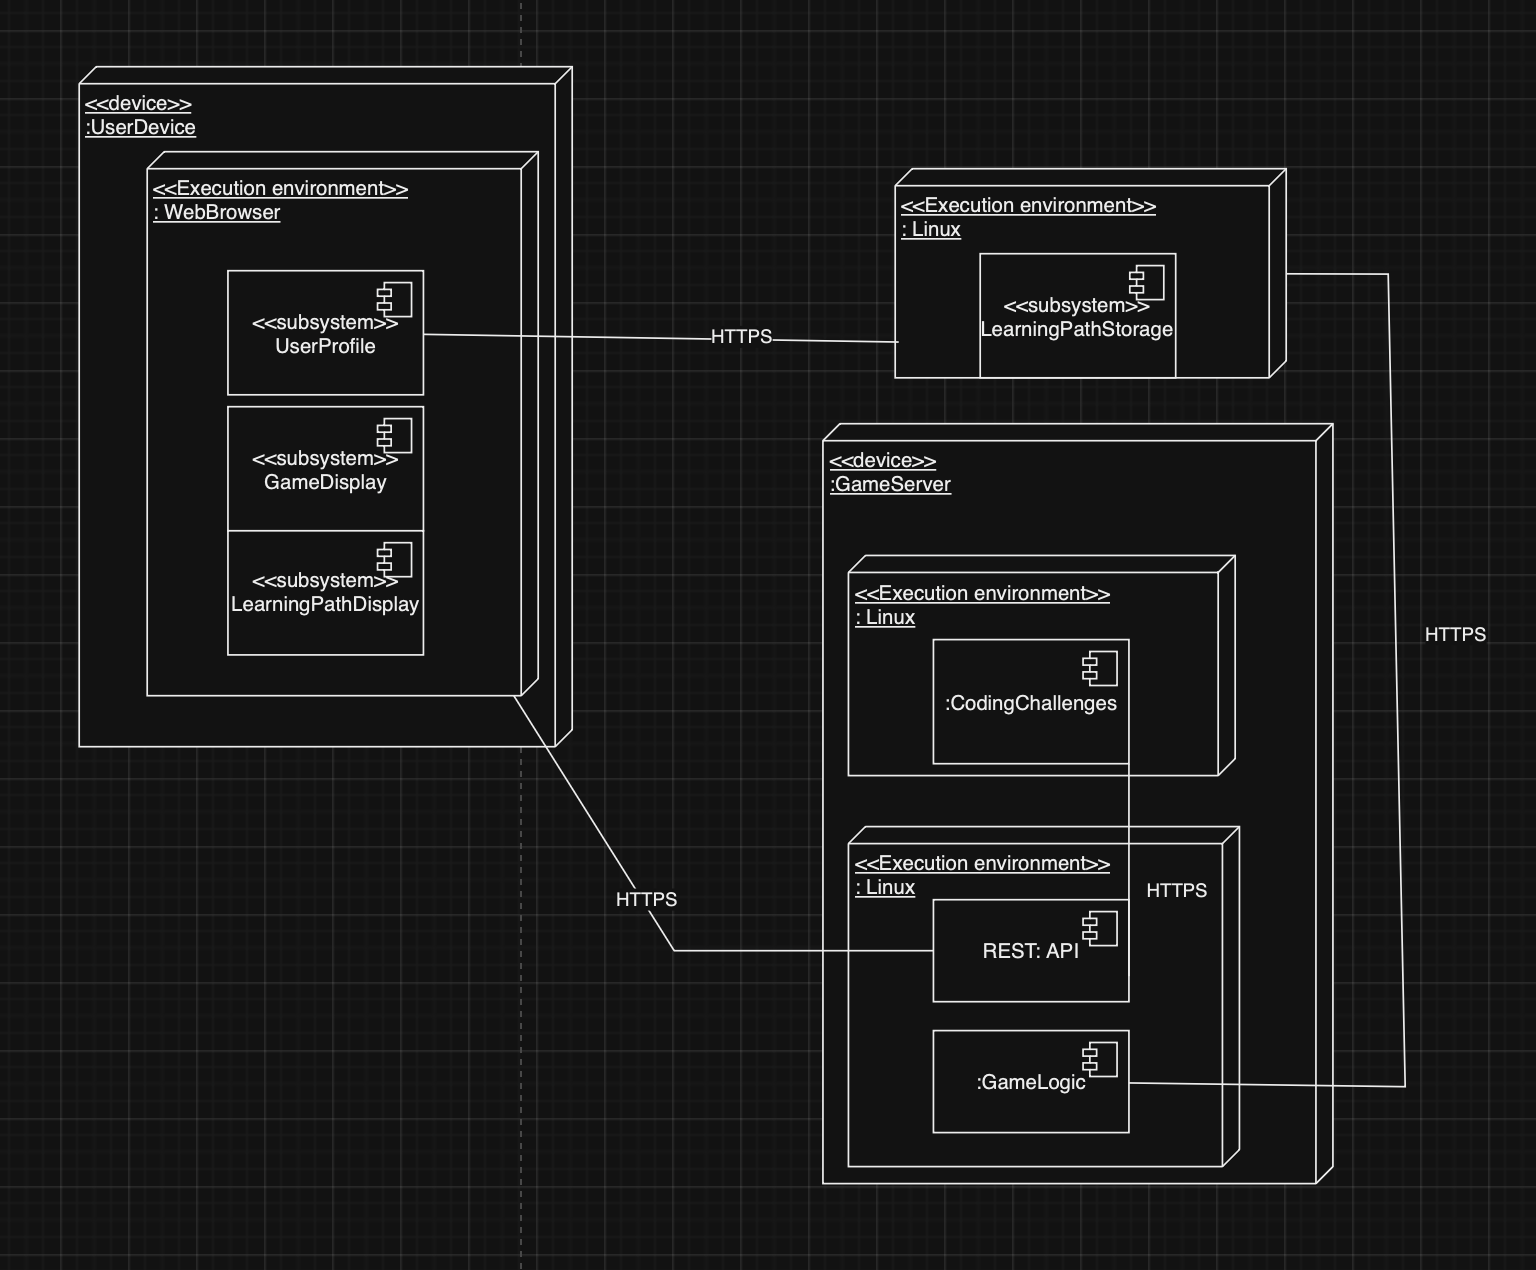 <<device>>
:UserDevice
<<Execution environment>>
: WebBrowser
<<subsystem>>
UserProfile
<<subsystem>>
GameDisplay
<<subsystem>>
LearningPathDisplay
HTTPS
<<Execution environment>>
: Linux
<<subsystem>>
LearningPathStorage
<<device>>
:GameServer
<<Execution environment>>
: Linux
:CodingChallenges
HTTPS
<<Execution environment>>
: Linux
HTTPS
REST: API
:GameLogic
HTTPS